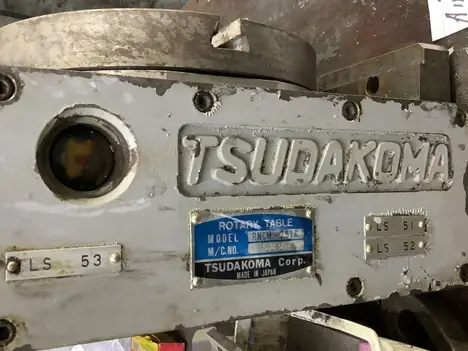 TSUDAKOMA
ROTARY TABLE
MODEL
M/C.NO.
TSUDAKOMA Corp.
MADE IN JAPAN
LS 53
LS 51
LS 52